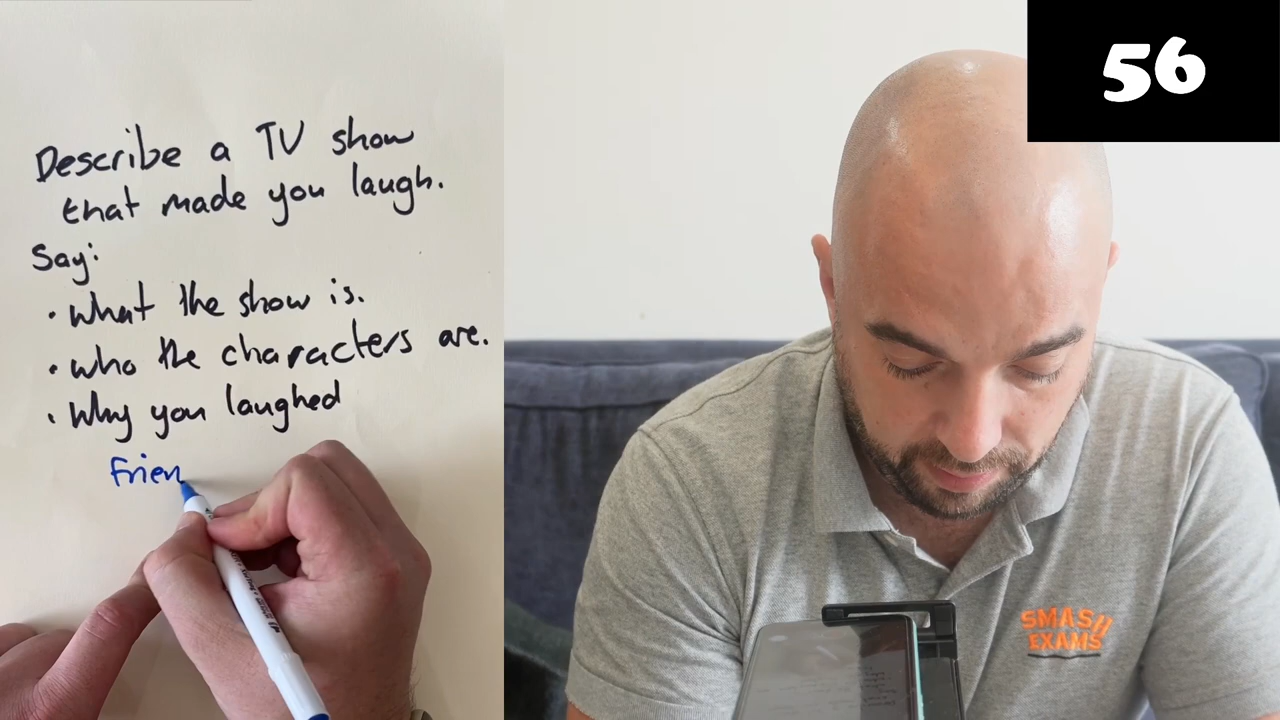 Describe a TV show
that made you laugh.
Say:
• What the show is.
• who the characters are.
• Why you laughed
Frien
56
SMASH
EXAMS